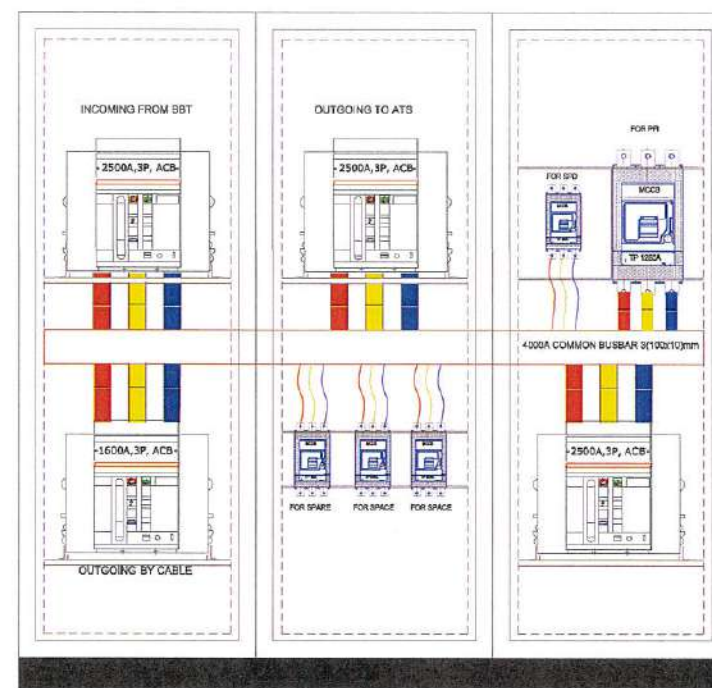 INCOMING FROM BBT
-2500A,3P, ACB-
-1600A,3P, ACB-
OUTGOING BY CABLE
OUTGOING TO ATS
-2500A,3P, ACB-
FOR SPARE
FOR SPACE
FOR SPACE
FOR PFI
FOR SPD
MCCB
TP 1250A
4000A COMMON BUSBAR 3(100x10)mm
-2500A,3P, ACB-